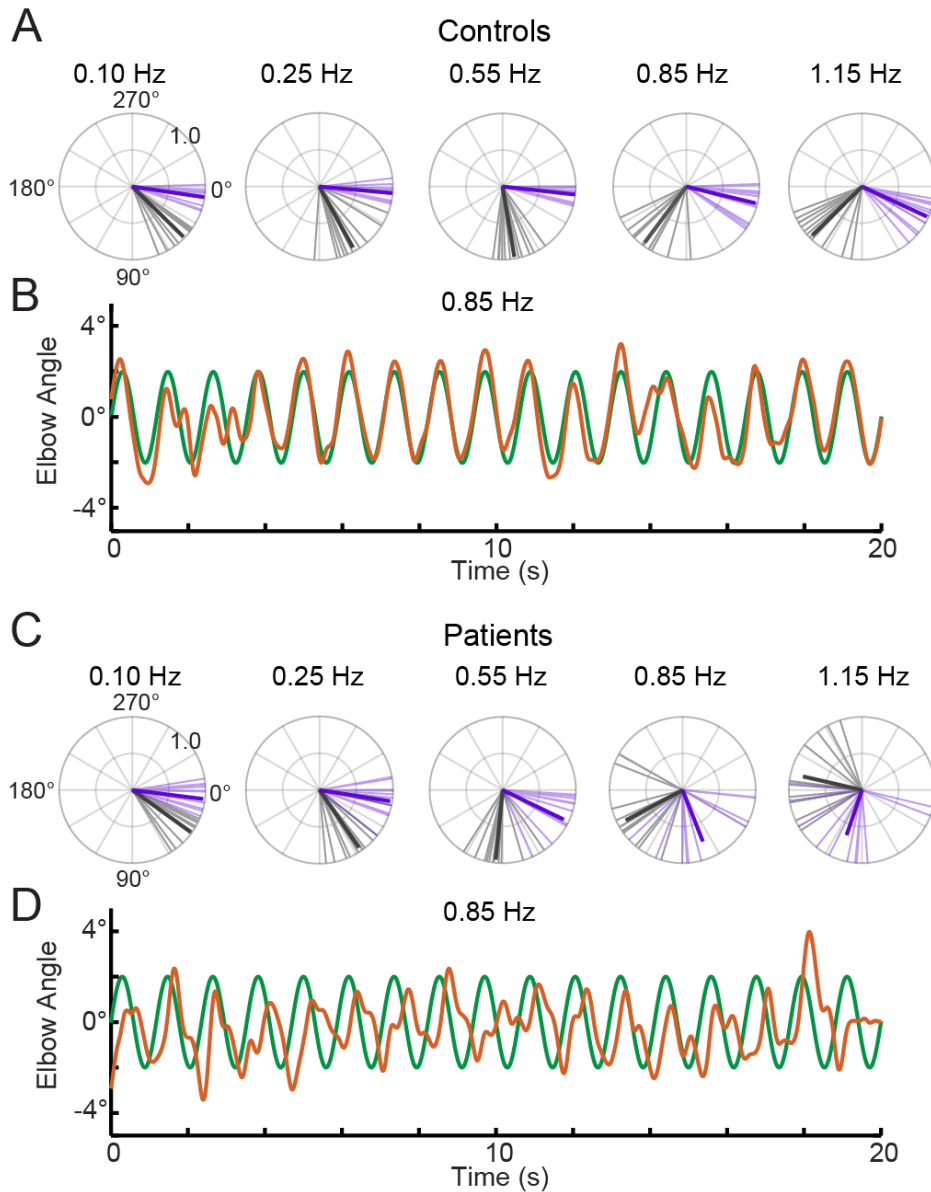 A
Controls
0.10 Hz 0.25 Hz 0.55 Hz 0.85 Hz 1.15 Hz
270°
1.0
180° 0°
90°
B
0.85 Hz
4°
0°
-4°
Elbow Angle
0 10 20
Time (s)
C
Patients
0.10 Hz 0.25 Hz 0.55 Hz 0.85 Hz 1.15 Hz
270°
1.0
180° 0°
90°
D
0.85 Hz
4°
0°
-4°
Elbow Angle
0 10 20
Time (s)